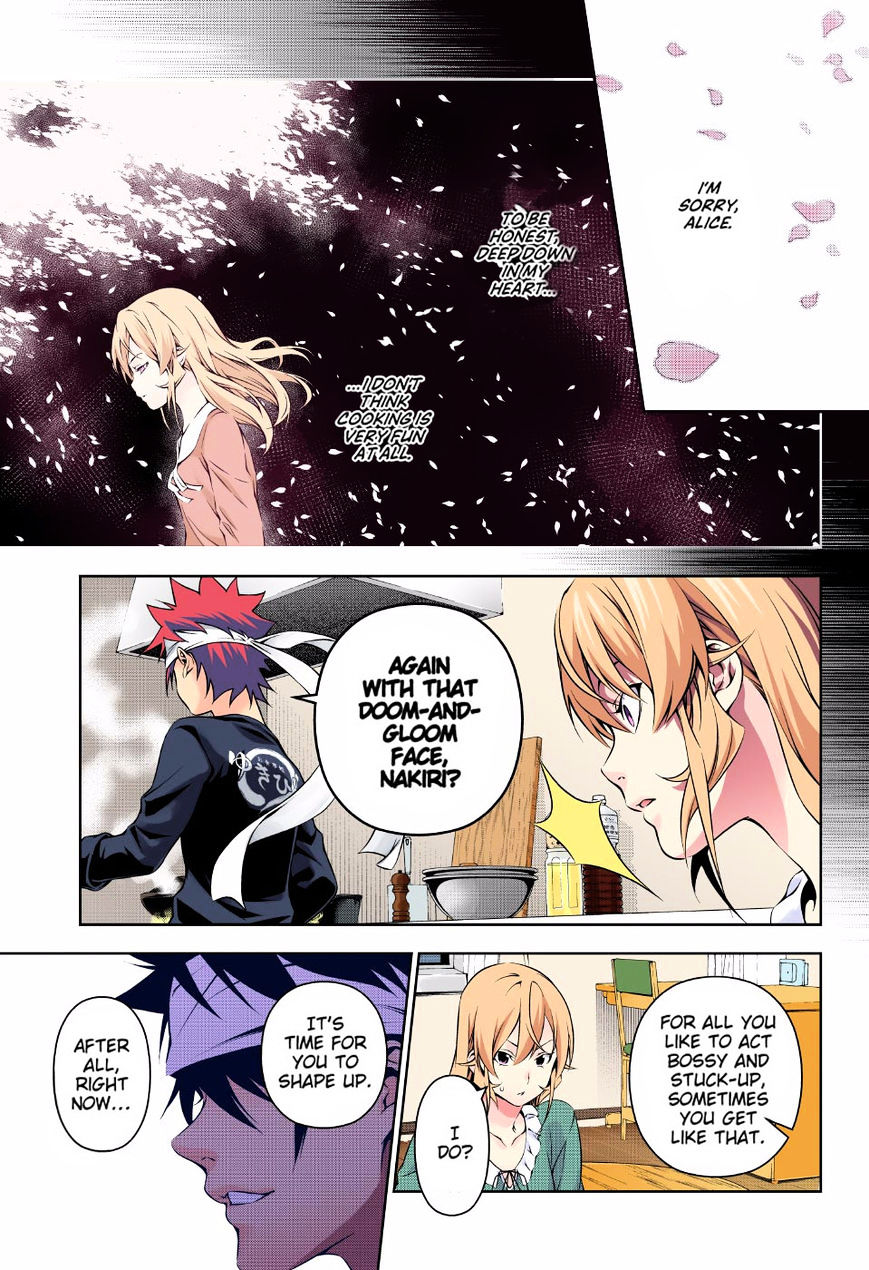 I'M
SORRY,
ALICE.
TO BE
HONEST,
DEEP DOWN
IN MY
HEART...
...I DON'T
THINK
COOKING IS
VERY FUN
AT ALL.
AGAIN
WITH THAT
DOOM-AND-
GLOOM
FACE,
NAKIRI?
FOR ALL YOU
LIKE TO ACT
BOSSY AND
STUCK-UP,
SOMETIMES
YOU GET
LIKE THAT.
I
DO?
IT'S
TIME FOR
YOU TO
SHAPE UP.
AFTER
ALL,
RIGHT
NOW...